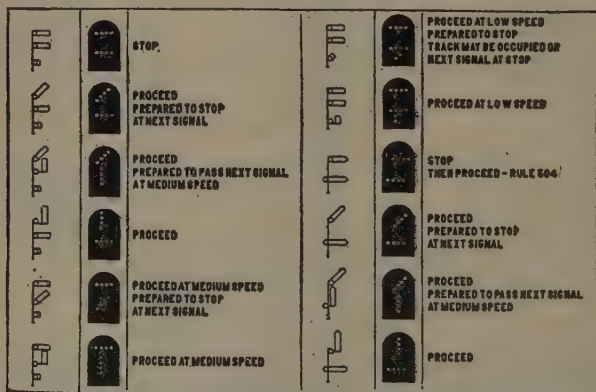 STOP.
PROCEED
PREPARED TO STOP
AT NEXT SIGNAL
PROCEED
PREPARED TO PASS NEXT SIGNAL
AT MEDIUM SPEED
PROCEED
PROCEED AT MEDIUM SPEED
PREPARED TO STOP
AT NEXT SIGNAL
PROCEED AT MEDIUM SPEED
PROCEED AT LOW SPEED
PREPARED TO STOP
TRACK MAY BE OCCUPIED OR
NEXT SIGNAL AT STOP
PROCEED AT LOW SPEED
STOP
THEN PROCEED - RULE 504
PROCEED
PREPARED TO STOP
AT NEXT SIGNAL
PROCEED
PREPARED TO PASS NEXT SIGNAL
AT MEDIUM SPEED
PROCEED